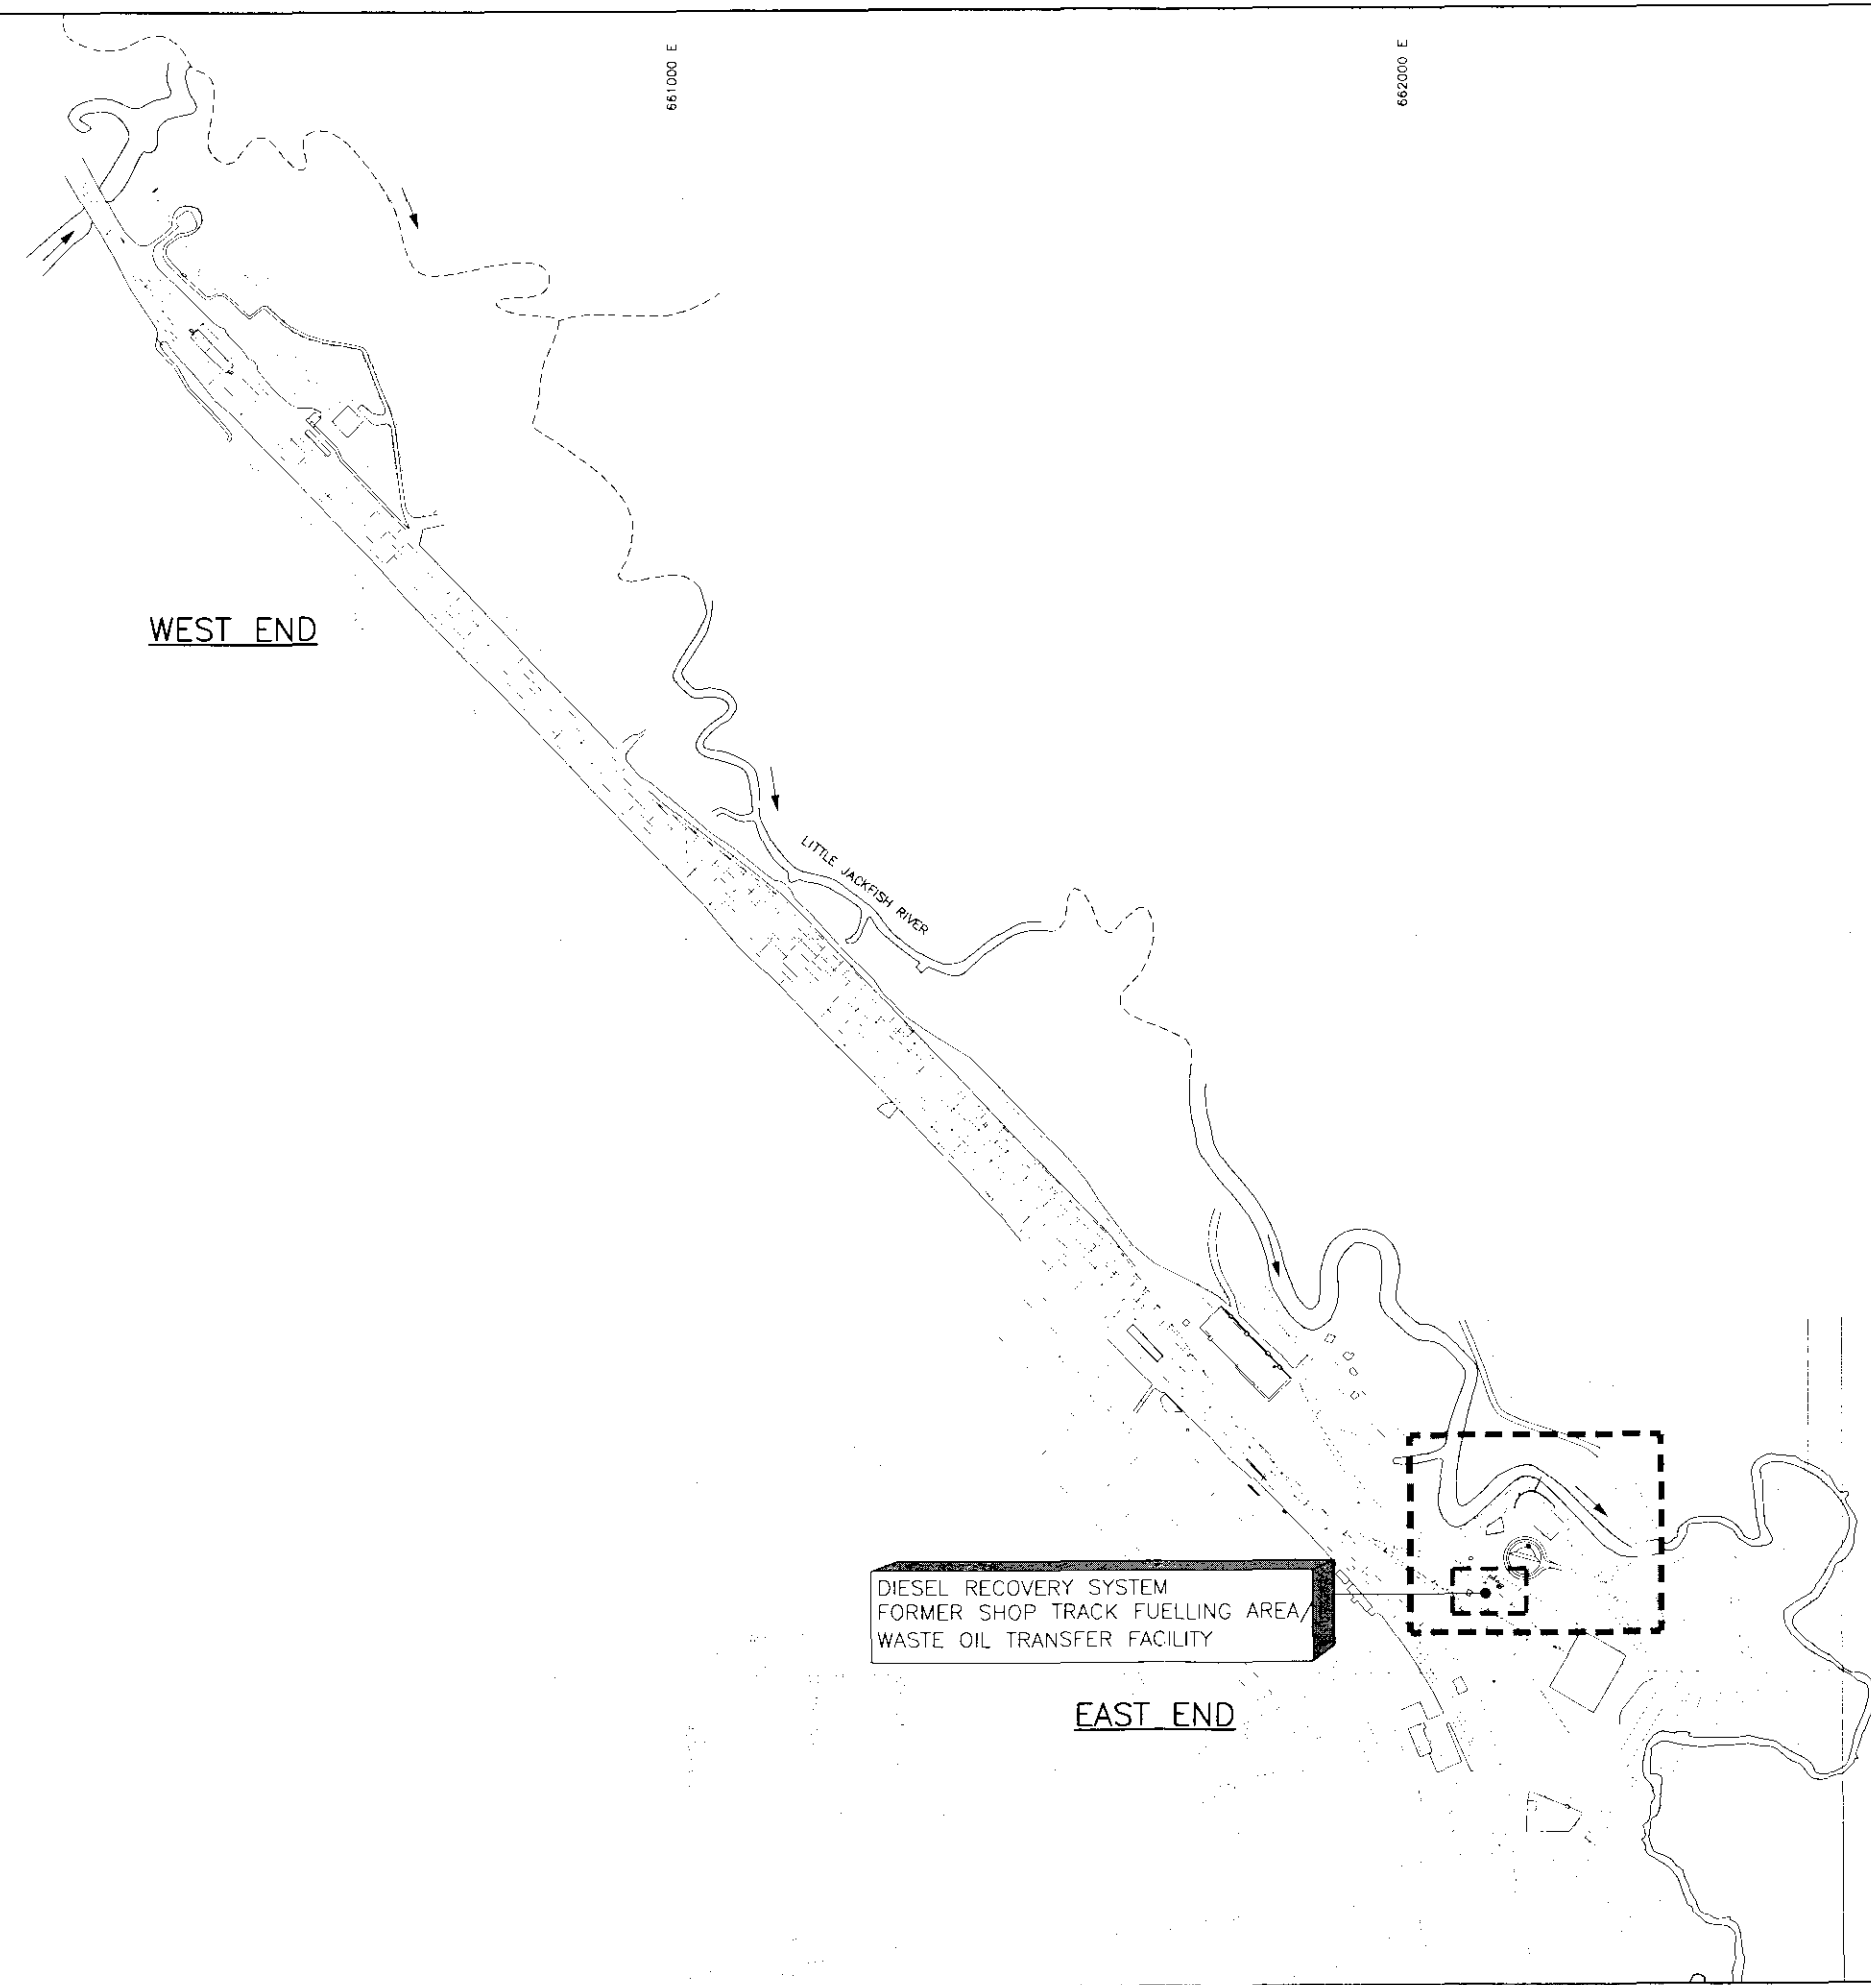 661000 E
662000 E
WEST END
LITTLE JACKFISH RIVER
DIESEL RECOVERY SYSTEM
FORMER SHOP TRACK FUELLING AREA/
WASTE OIL TRANSFER FACILITY
EAST END